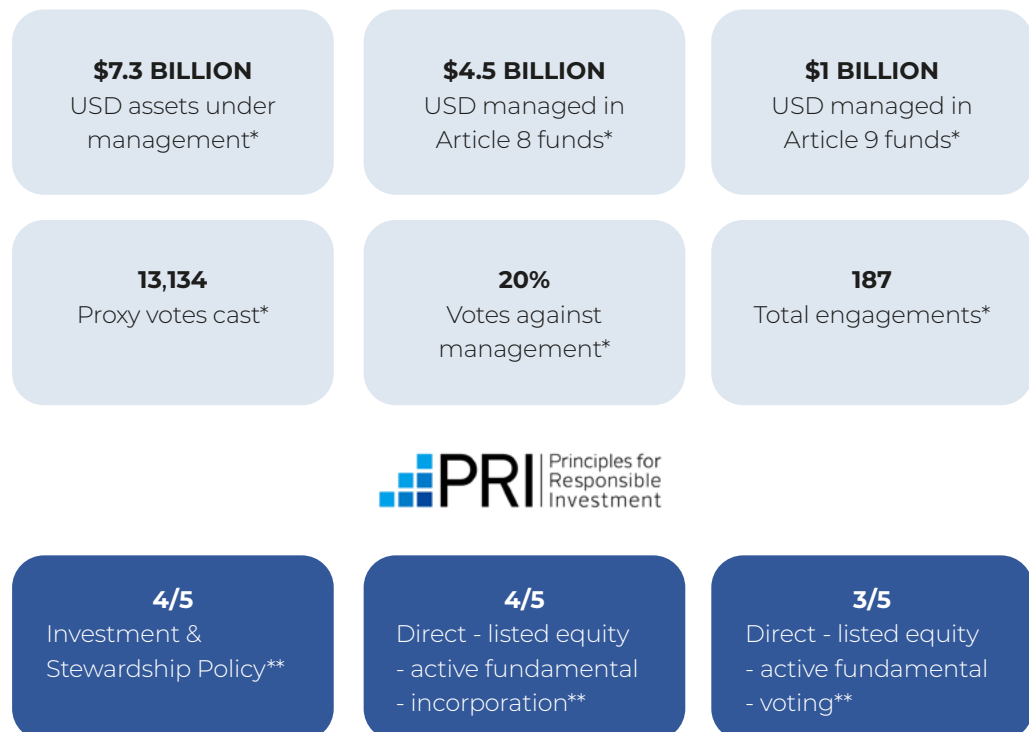 $7.3 BILLION
USD assets under
management*
$4.5 BILLION
USD managed in
Article 8 funds*
$1 BILLION
USD managed in
Article 9 funds*
13,134
Proxy votes cast*
20%
Votes against
management*
187
Total engagements*
PRI
Principles for
Responsible
Investment
4/5
Investment &
Stewardship Policy**
4/5
Direct - listed equity
- active fundamental
- incorporation**
3/5
Direct - listed equity
- active fundamental
- voting**